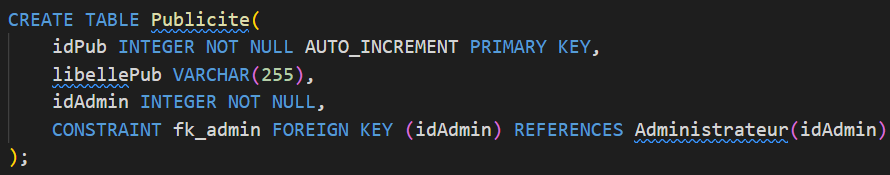 CREATE TABLE Publicite(
idPub INTEGER NOT NULL AUTO_INCREMENT PRIMARY KEY,
libellePub VARCHAR(255),
idAdmin INTEGER NOT NULL,
CONSTRAINT fk_admin FOREIGN KEY (idAdmin) REFERENCES Administrateur(idAdmin)
);